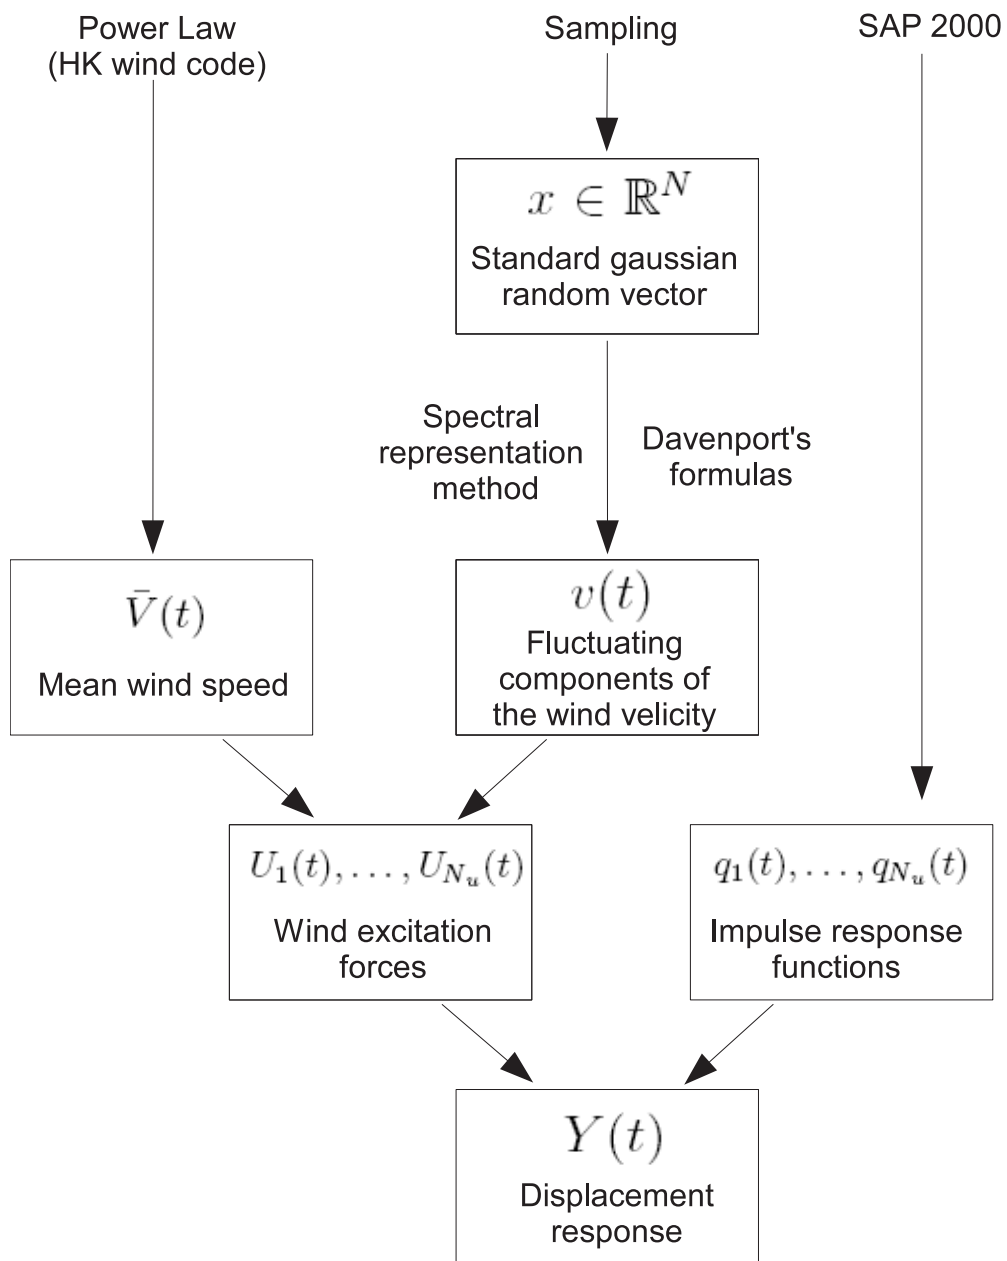 Power Law
(HK wind code)
Sampling
SAP 2000
x ∈ ℝ^N
Standard gaussian
random vector
Spectral
representation
method
Davenport's
formulas
V̄(t)
Mean wind speed
v(t)
Fluctuating
components of
the wind velicity
U_1(t), . . . , U_{N_u}(t)
Wind excitation
forces
q_1(t), . . . , q_{N_u}(t)
Impulse response
functions
Y(t)
Displacement
response